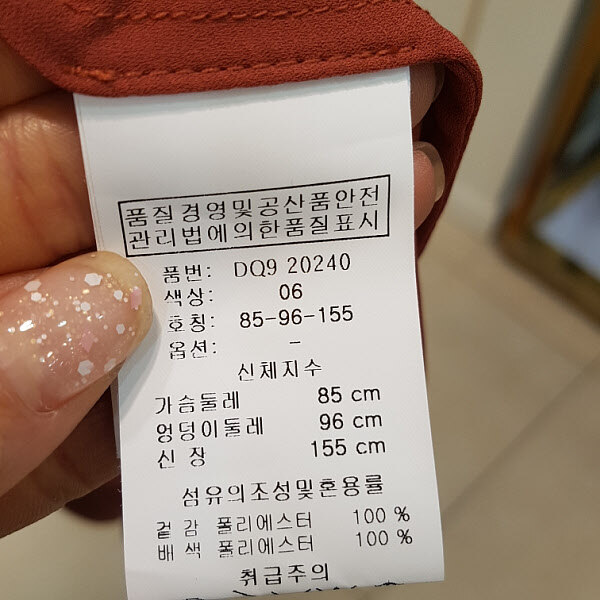 품질경영및공산품안전
관리법에의한품질표시
품번: DQ9 20240
색상: 06
호칭: 85-96-155
옵션: -
신체지수
가슴둘레 85 cm
엉덩이둘레 96 cm
신 장 155 cm
섬유의조성및혼용률
겉 감 폴리에스터 100 %
배 색 폴리에스터 100 %
취급주의